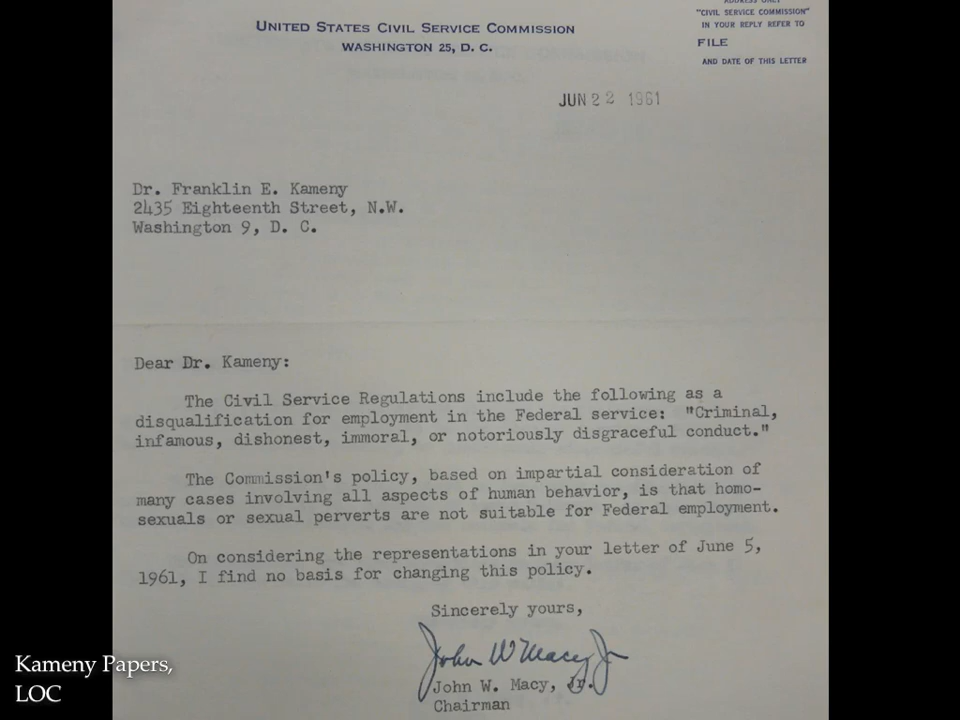 ADDRESS ONLY
"CIVIL SERVICE COMMISSION"
IN YOUR REPLY REFER TO
FILE
AND DATE OF THIS LETTER
UNITED STATES CIVIL SERVICE COMMISSION
WASHINGTON 25, D. C.
JUN 22 1961
Dr. Franklin E. Kameny
2435 Eighteenth Street, N.W.
Washington 9, D. C.
Dear Dr. Kameny:
The Civil Service Regulations include the following as a
disqualification for employment in the Federal service: "Criminal,
infamous, dishonest, immoral, or notoriously disgraceful conduct."
The Commission's policy, based on impartial consideration of
many cases involving all aspects of human behavior, is that homo-
sexuals or sexual perverts are not suitable for Federal employment.
On considering the representations in your letter of June 5,
1961, I find no basis for changing this policy.
Sincerely yours,
John W Macy Jr
John W. Macy, Jr.
Chairman
Kameny Papers,
LOC